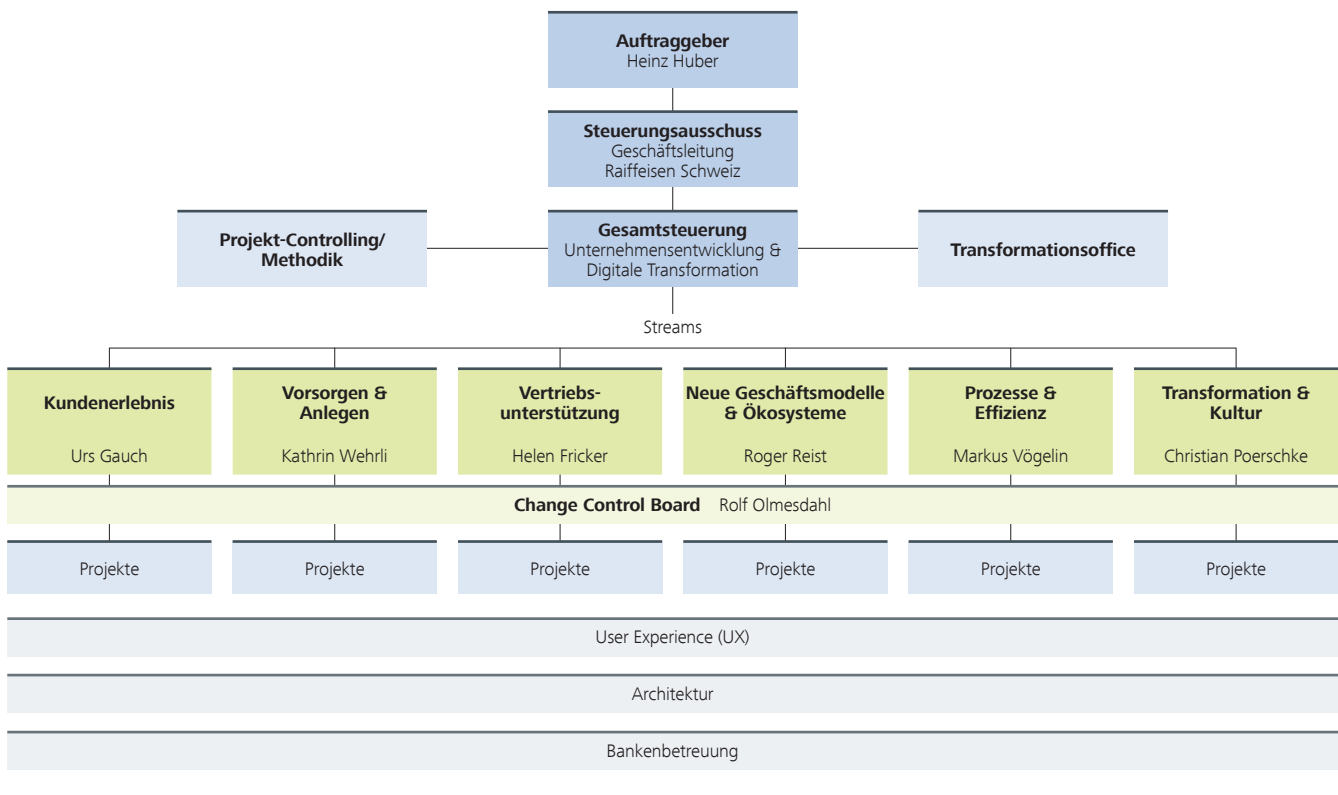 Auftraggeber
Heinz Huber
Steuerungsausschuss
Geschäftsleitung
Raiffeisen Schweiz
Projekt-Controlling/
Methodik
Gesamtsteuerung
Unternehmensentwicklung &
Digitale Transformation
Transformationsoffice
Streams
Kundenerlebnis
Urs Gauch
Vorsorgen &
Anlegen
Kathrin Wehrli
Vertriebs-
unterstützung
Helen Fricker
Neue Geschäftsmodelle
& Ökosysteme
Roger Reist
Prozesse &
Effizienz
Markus Vögelin
Transformation &
Kultur
Christian Poerschke
Change Control Board Rolf Olmesdahl
Projekte
Projekte
Projekte
Projekte
Projekte
Projekte
User Experience (UX)
Architektur
Bankenbetreuung